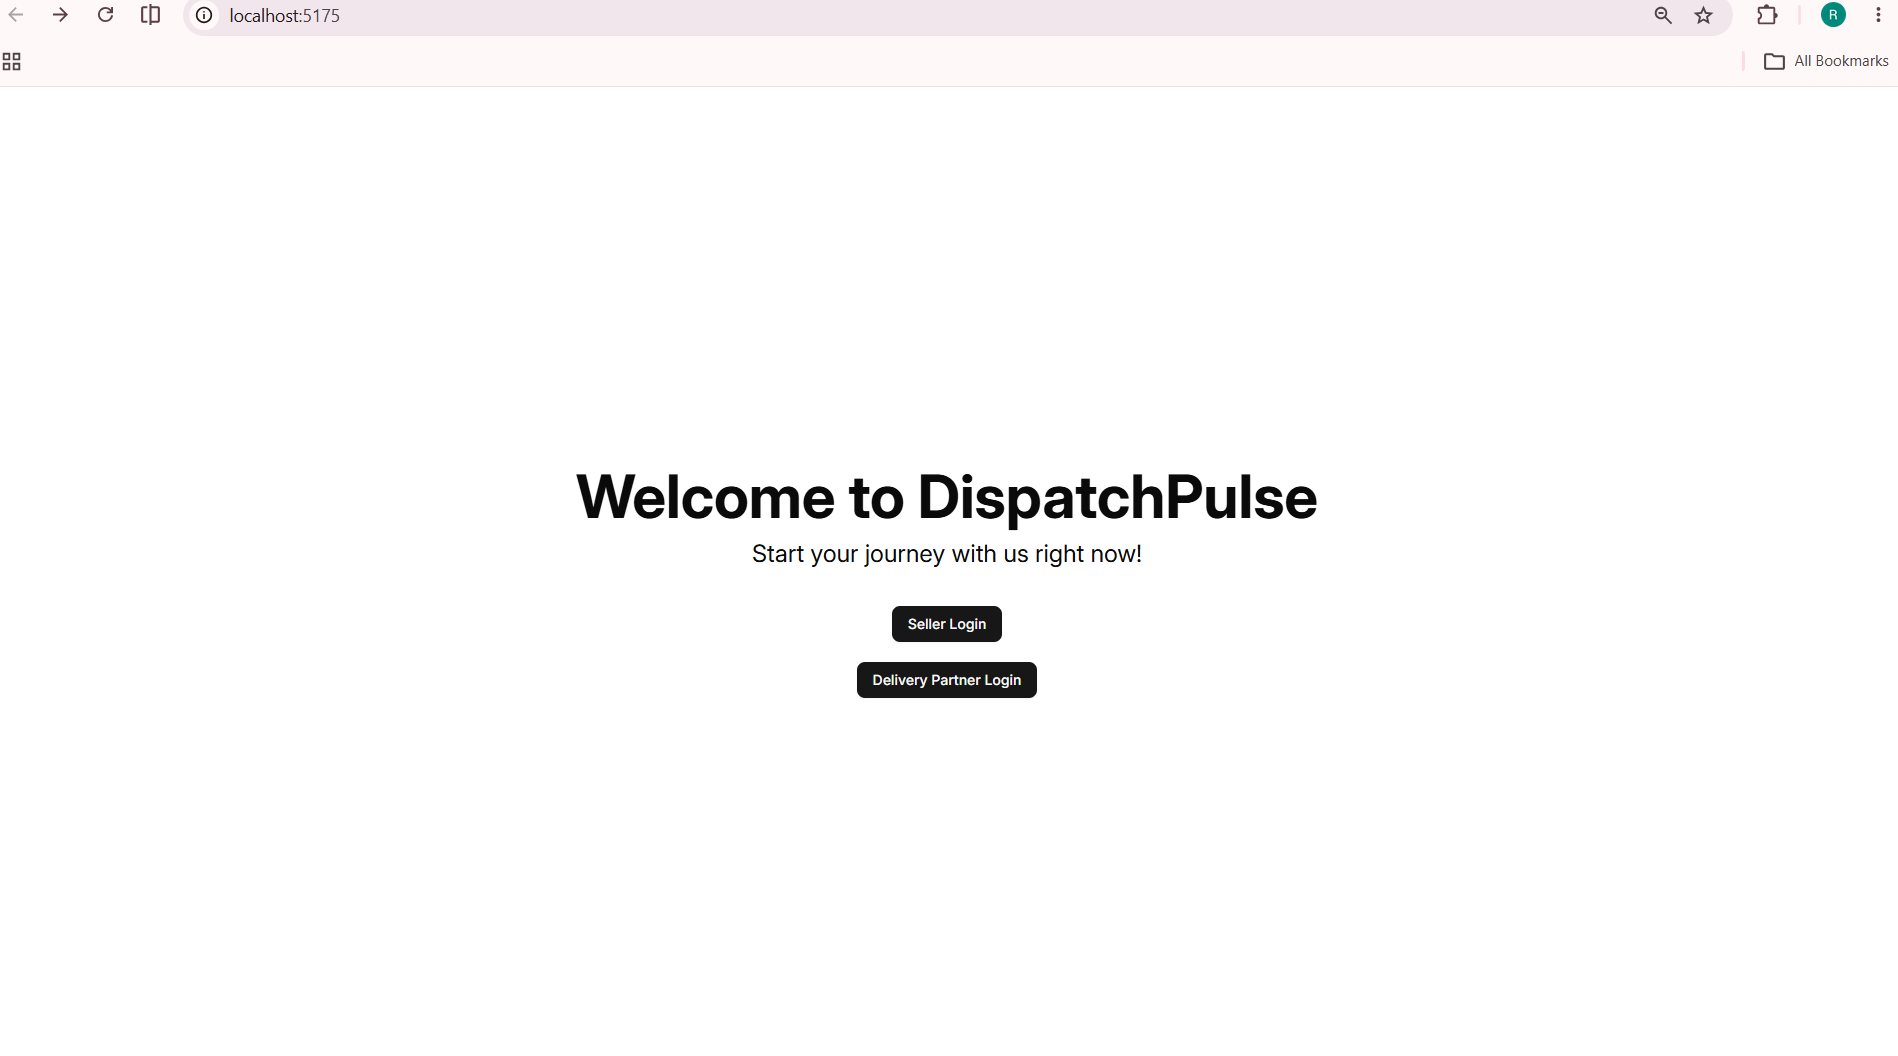 localhost:5175
R
All Bookmarks
Welcome to DispatchPulse
Start your journey with us right now!
Seller Login
Delivery Partner Login